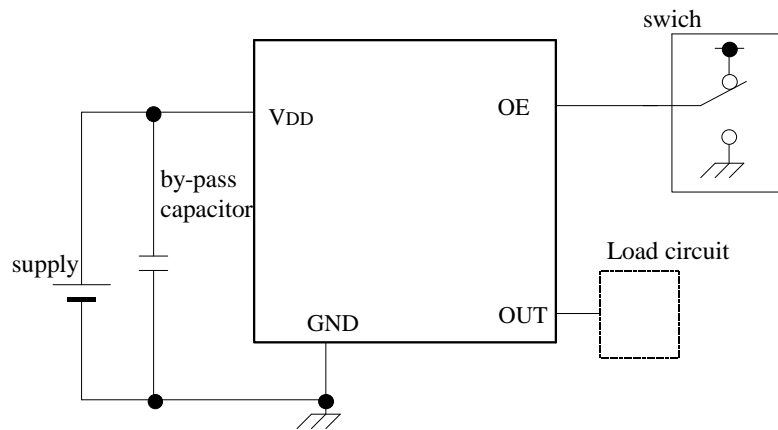 swich
VDD
OE
by-pass
capacitor
supply
Load circuit
GND
OUT